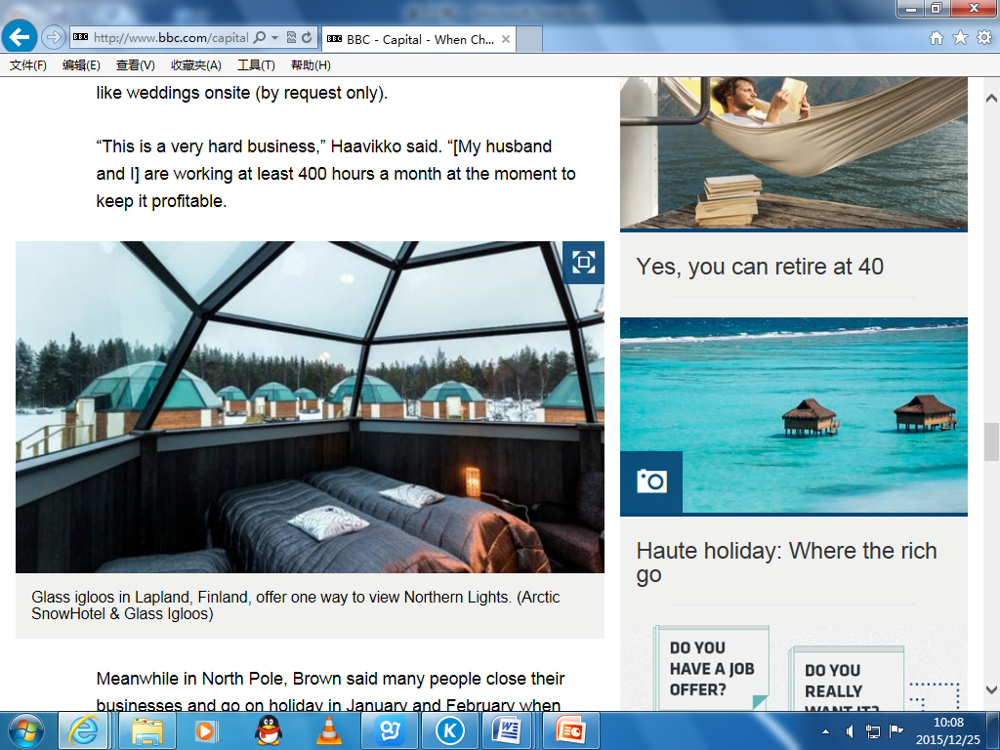 http://www.bbc.com/capital
BBC - Capital - When Ch...
文件(F) 编辑(E) 查看(V) 收藏夹(A) 工具(T) 帮助(H)
like weddings onsite (by request only).
“This is a very hard business,” Haavikko said. “[My husband
and I] are working at least 400 hours a month at the moment to
keep it profitable.
Glass igloos in Lapland, Finland, offer one way to view Northern Lights. (Arctic
SnowHotel & Glass Igloos)
Meanwhile in North Pole, Brown said many people close their
businesses and go on holiday in January and February when
Yes, you can retire at 40
Haute holiday: Where the rich
go
DO YOU
HAVE A JOB
OFFER?
DO YOU
REALLY
WANT IT?
10:08
2015/12/25